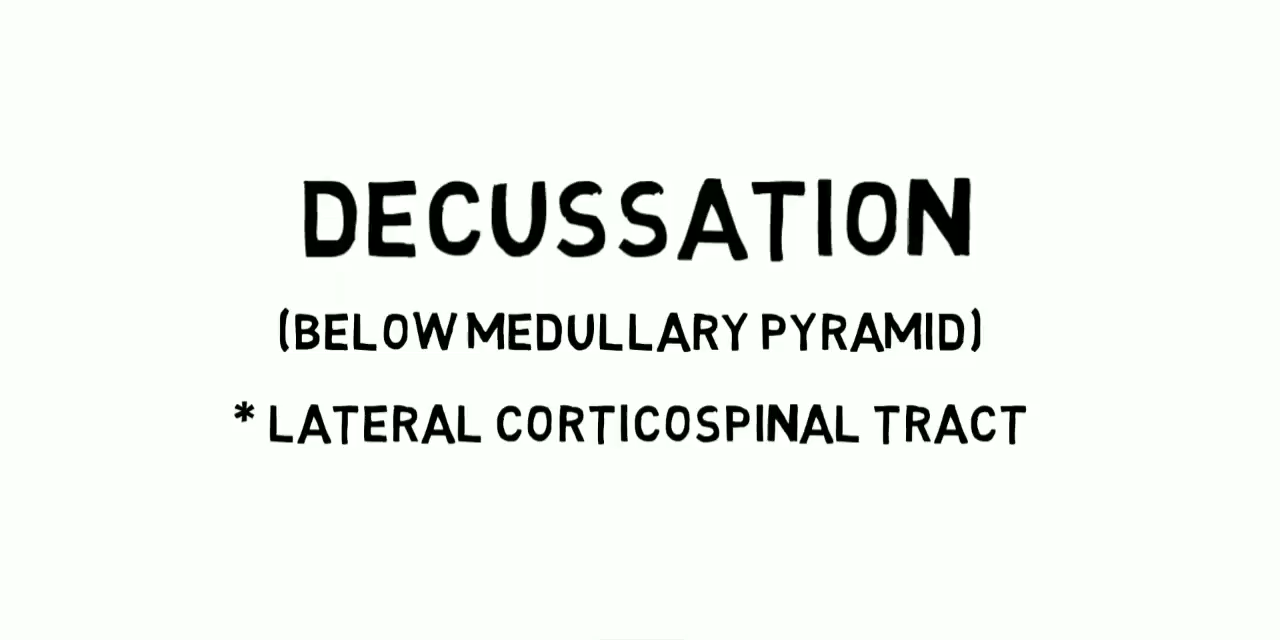 DECUSSATION
(BELOW MEDULLARY PYRAMID)
* LATERAL CORTICOSPINAL TRACT